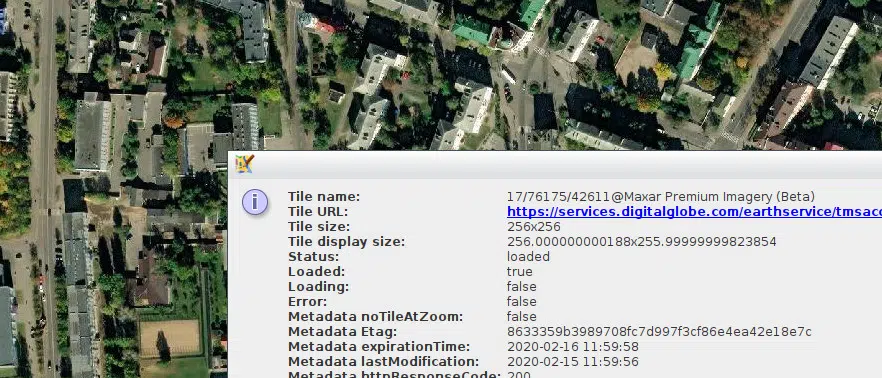 Tile name: 17/76175/42611@Maxar Premium Imagery (Beta)
Tile URL: https://services.digitalglobe.com/earthservice/tmsacc
Tile size: 256x256
Tile display size: 256.000000000188x255.99999999823854
Status: loaded
Loaded: true
Loading: false
Error: false
Metadata noTileAtZoom: false
Metadata Etag: 8633359b3989708fc7d997f3cf86e4ea42e18e7c
Metadata expirationTime: 2020-02-16 11:59:58
Metadata lastModification: 2020-02-15 11:59:56
Metadata httpResponseCode: 200